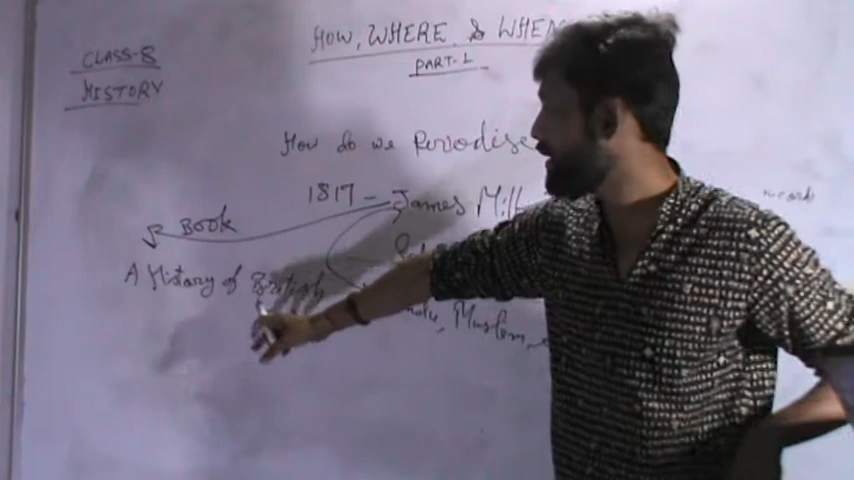 CLASS-8
HISTORY
HOW, WHERE & WHEN
PART-1
How do we Periodise
1817 - James Mill
Book
A History of British
Muslim,